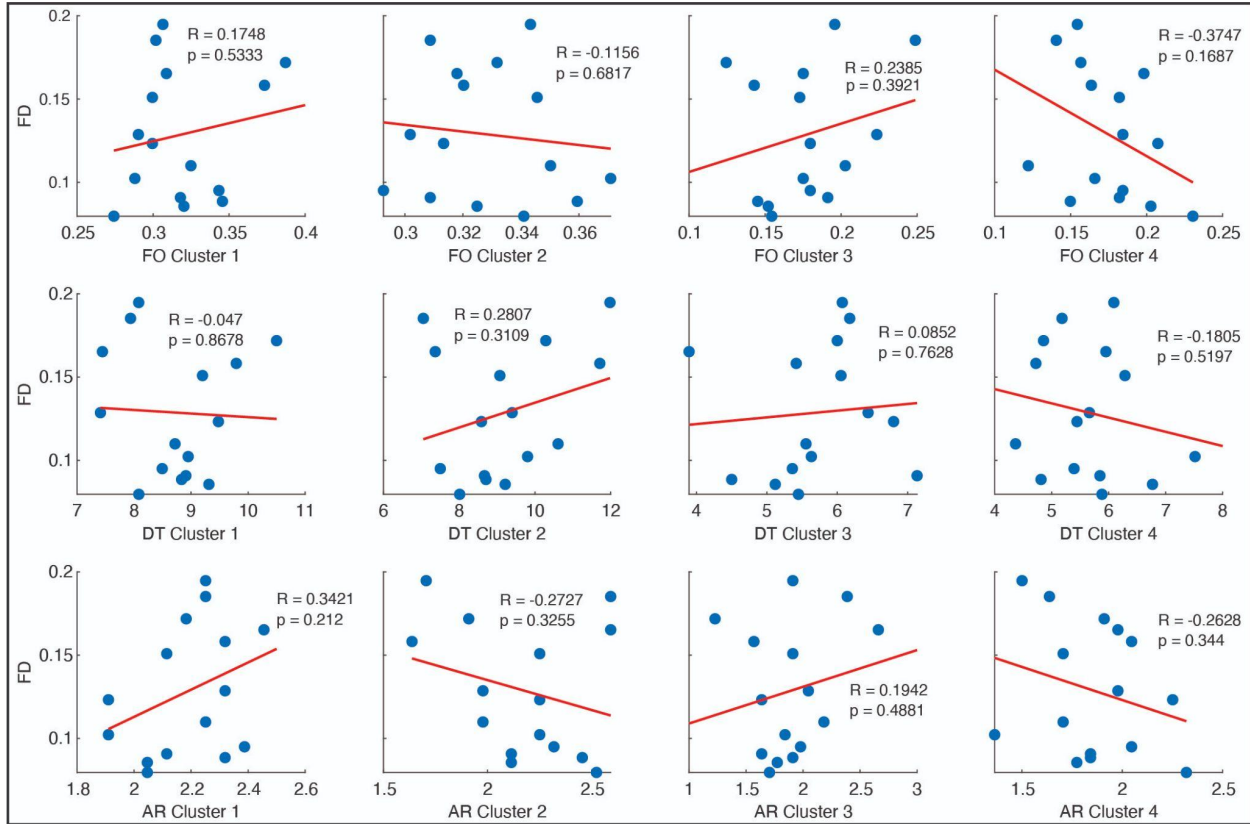 0.2
0.15
0.1
FD
R = 0.1748
p = 0.5333
0.25 0.3 0.35 0.4
FO Cluster 1
R = -0.1156
p = 0.6817
0.3 0.32 0.34 0.36
FO Cluster 2
R = 0.2385
p = 0.3921
0.1 0.15 0.2 0.25
FO Cluster 3
R = -0.3747
p = 0.1687
0.1 0.15 0.2 0.25
FO Cluster 4
0.2
0.15
0.1
FD
R = -0.047
p = 0.8678
7 8 9 10 11
DT Cluster 1
R = 0.2807
p = 0.3109
6 8 10 12
DT Cluster 2
R = 0.0852
p = 0.7628
4 5 6 7
DT Cluster 3
R = -0.1805
p = 0.5197
4 5 6 7 8
DT Cluster 4
0.2
0.15
0.1
FD
R = 0.3421
p = 0.212
1.8 2 2.2 2.4 2.6
AR Cluster 1
R = -0.2727
p = 0.3255
2 2.5
AR Cluster 2
R = 0.1942
p = 0.4881
1 1.5 2 2.5 3
AR Cluster 3
R = -0.2628
p = 0.344
1.5 2 2.5
AR Cluster 4